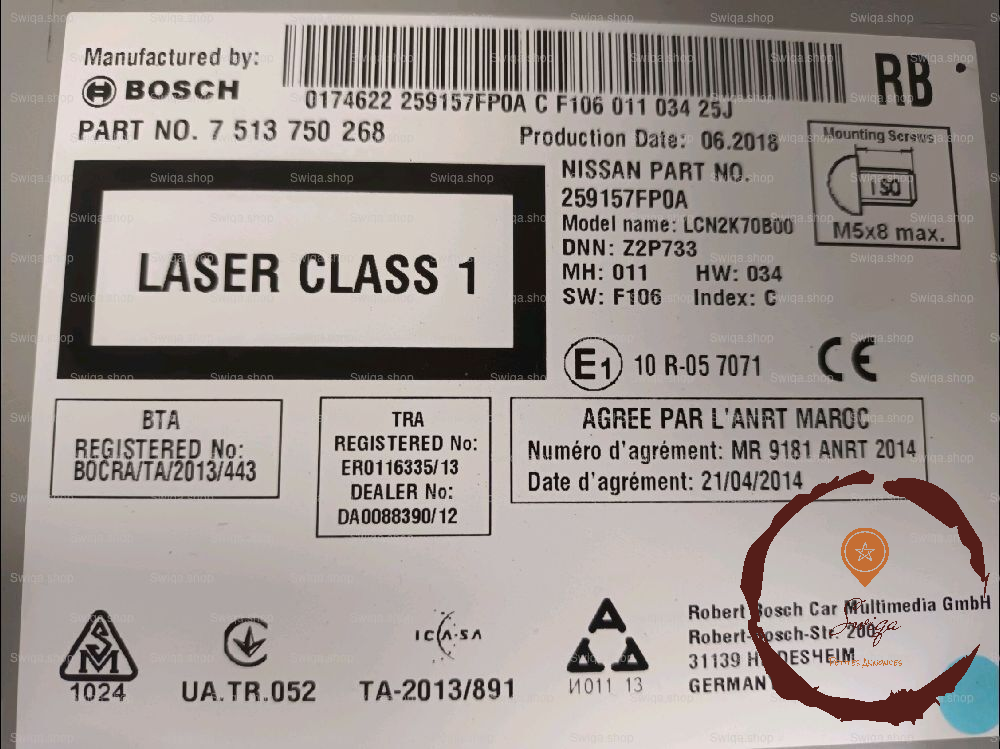 Manufactured by:
BOSCH
0174622 259157FP0A C F106 011 034 25J
RB
PART NO. 7 513 750 268
Production Date: 06.2018
Mounting Screws
ISO
M5x8 max.
NISSAN PART NO.
259157FP0A
Model name: LCN2K70B00
DNN: Z2P733
MH: 011 HW: 034
SW: F106 Index: C
LASER CLASS 1
E1 10 R-05 7071
CE
BTA
REGISTERED No:
BOCRA/TA/2013/443
TRA
REGISTERED No:
ER0116335/13
DEALER No:
DA0088390/12
AGREE PAR L'ANRT MAROC
Numéro d'agrément: MR 9181 ANRT 2014
Date d'agrément: 21/04/2014
SM
1024
UA.TR.052
ICASA
TA-2013/891
И011 13
Robert Bosch Car Multimedia GmbH
Robert-Bosch-Str. 200
31139 HILDESHEIM
GERMAN
Swiqa
PETITES ANNONCES
Swiqa.shop